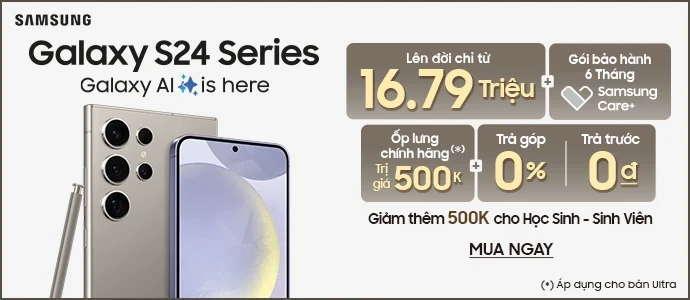 SAMSUNG
Galaxy S24 Series
Galaxy AI is here
Lên đời chỉ từ
16.79 Triệu
+
Gói bảo hành
6 Tháng
Samsung
Care+
Ốp lưng
chính hãng (*)
Trị giá 500K
+
Trả góp
0%
Trả trước
0đ
Giảm thêm 500K cho Học Sinh - Sinh Viên
MUA NGAY
(*) Áp dụng cho bản Ultra